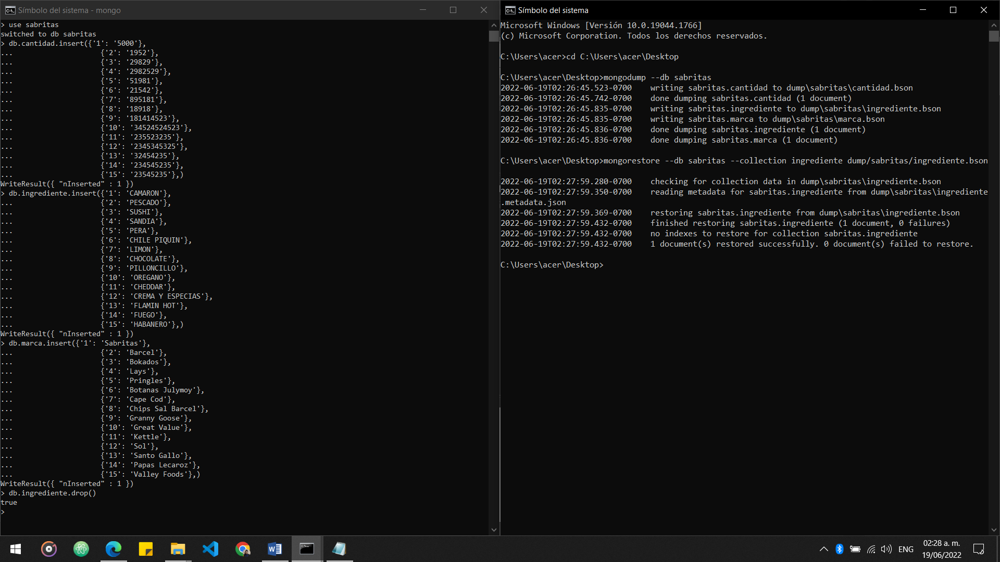 Símbolo del sistema - mongo
> use sabritas
switched to db sabritas
> db.cantidad.insert({'1': '5000'},
...                     {'2': '1952'},
...                     {'3': '29829'},
...                     {'4': '2982529'},
...                     {'5': '51981'},
...                     {'6': '21542'},
...                     {'7': '895181'},
...                     {'8': '18918'},
...                     {'9': '181414523'},
...                     {'10': '34524524523'},
...                     {'11': '235523235'},
...                     {'12': '2345345325'},
...                     {'13': '32454235'},
...                     {'14': '234545235'},
...                     {'15': '23545235'},)
WriteResult({ "nInserted" : 1 })
> db.ingrediente.insert({'1': 'CAMARON'},
...                     {'2': 'PESCADO'},
...                     {'3': 'SUSHI'},
...                     {'4': 'SANDIA'},
...                     {'5': 'PERA'},
...                     {'6': 'CHILE PIQUIN'},
...                     {'7': 'LIMON'},
...                     {'8': 'CHOCOLATE'},
...                     {'9': 'PILLONCILLO'},
...                     {'10': 'OREGANO'},
...                     {'11': 'CHEDDAR'},
...                     {'12': 'CREMA Y ESPECIAS'},
...                     {'13': 'FLAMIN HOT'},
...                     {'14': 'FUEGO'},
...                     {'15': 'HABANERO'},)
WriteResult({ "nInserted" : 1 })
> db.marca.insert({'1': 'Sabritas'},
...                     {'2': 'Barcel'},
...                     {'3': 'Bokados'},
...                     {'4': 'Lays'},
...                     {'5': 'Pringles'},
...                     {'6': 'Botanas Julymoy'},
...                     {'7': 'Cape Cod'},
...                     {'8': 'Chips Sal Barcel'},
...                     {'9': 'Granny Goose'},
...                     {'10': 'Great Value'},
...                     {'11': 'Kettle'},
...                     {'12': 'Sol'},
...                     {'13': 'Santo Gallo'},
...                     {'14': 'Papas Lecaroz'},
...                     {'15': 'Valley Foods'},)
WriteResult({ "nInserted" : 1 })
> db.ingrediente.drop()
true
>
Símbolo del sistema
Microsoft Windows [Versión 10.0.19044.1766]
(c) Microsoft Corporation. Todos los derechos reservados.
C:\Users\acer>cd C:\Users\acer\Desktop
C:\Users\acer\Desktop>mongodump --db sabritas
2022-06-19T02:26:45.523-0700    writing sabritas.cantidad to dump\sabritas\cantidad.bson
2022-06-19T02:26:45.742-0700    done dumping sabritas.cantidad (1 document)
2022-06-19T02:26:45.835-0700    writing sabritas.ingrediente to dump\sabritas\ingrediente.bson
2022-06-19T02:26:45.835-0700    writing sabritas.marca to dump\sabritas\marca.bson
2022-06-19T02:26:45.836-0700    done dumping sabritas.ingrediente (1 document)
2022-06-19T02:26:45.836-0700    done dumping sabritas.marca (1 document)
C:\Users\acer\Desktop>mongorestore --db sabritas --collection ingrediente dump/sabritas/ingrediente.bson
2022-06-19T02:27:59.280-0700    checking for collection data in dump\sabritas\ingrediente.bson
2022-06-19T02:27:59.350-0700    reading metadata for sabritas.ingrediente from dump\sabritas\ingrediente
.metadata.json
2022-06-19T02:27:59.369-0700    restoring sabritas.ingrediente from dump\sabritas\ingrediente.bson
2022-06-19T02:27:59.432-0700    finished restoring sabritas.ingrediente (1 document, 0 failures)
2022-06-19T02:27:59.432-0700    no indexes to restore for collection sabritas.ingrediente
2022-06-19T02:27:59.432-0700    1 document(s) restored successfully. 0 document(s) failed to restore.
C:\Users\acer\Desktop>
ENG
02:28 a. m.
19/06/2022